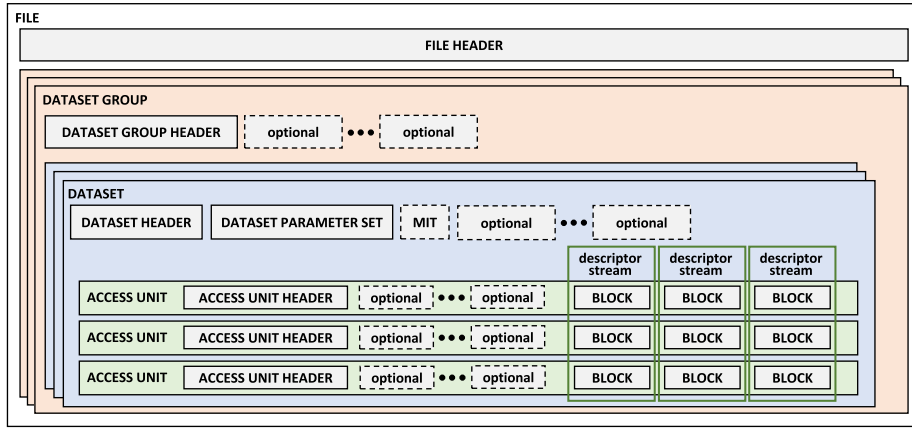 FILE
FILE HEADER
DATASET GROUP
DATASET GROUP HEADER optional ●●● optional
DATASET
DATASET HEADER DATASET PARAMETER SET MIT optional ●●● optional
descriptor descriptor descriptor
stream stream stream
ACCESS UNIT ACCESS UNIT HEADER optional ●●● optional BLOCK BLOCK BLOCK
ACCESS UNIT ACCESS UNIT HEADER optional ●●● optional BLOCK BLOCK BLOCK
ACCESS UNIT ACCESS UNIT HEADER optional ●●● optional BLOCK BLOCK BLOCK